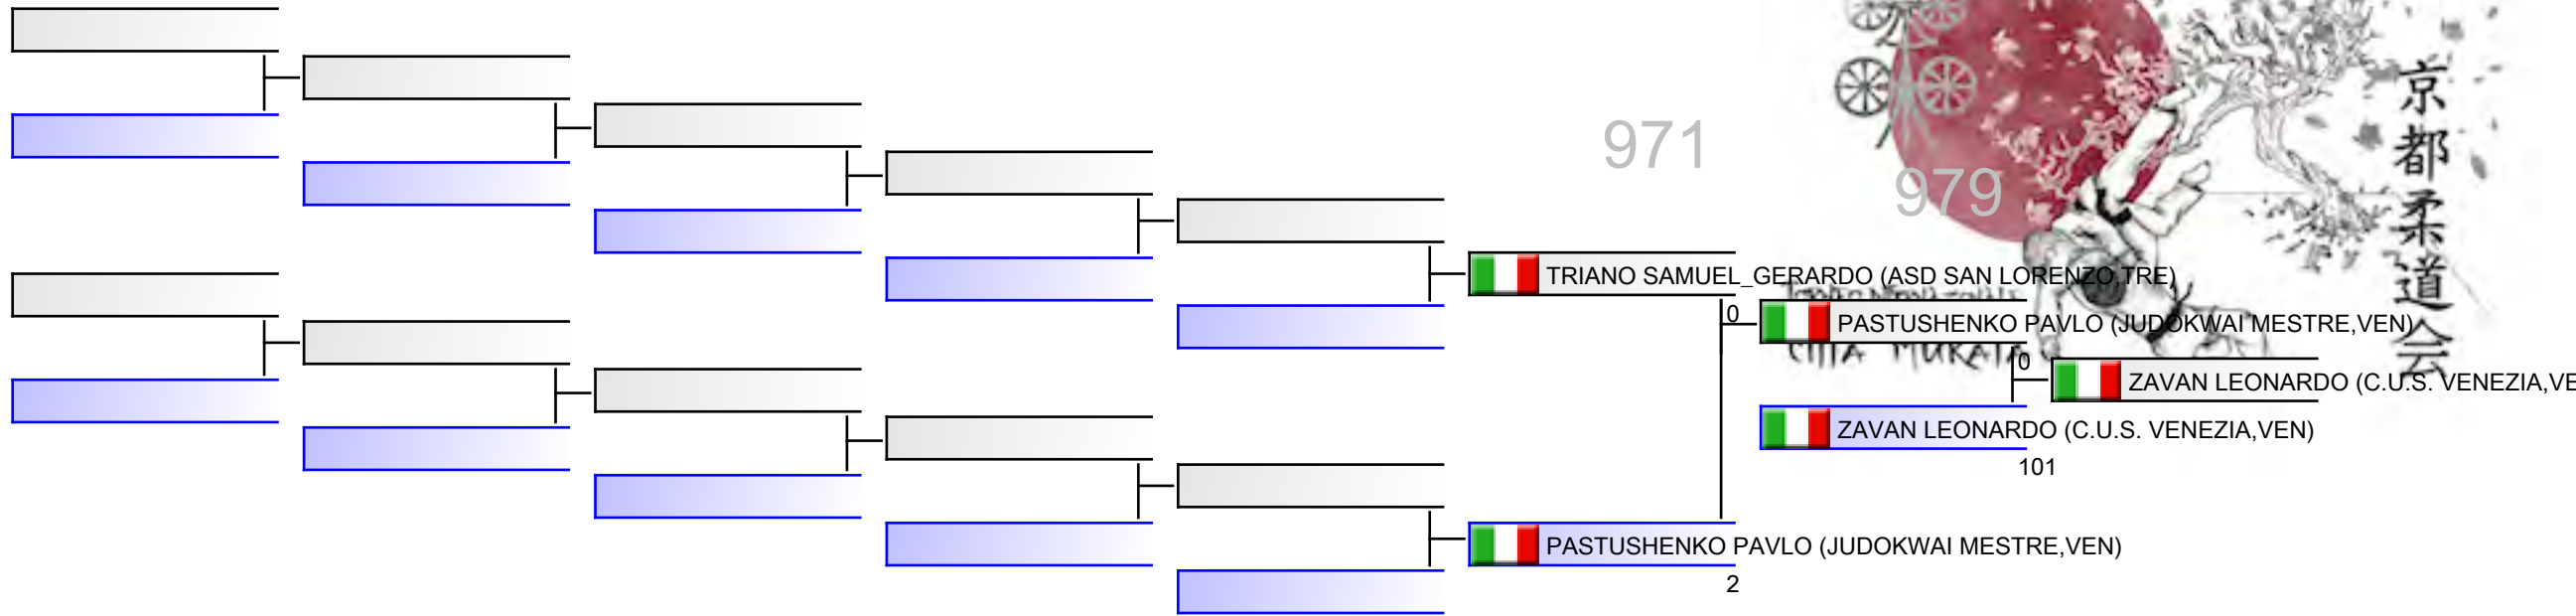 971
979
TRIANO SAMUEL_GERARDO (ASD SAN LORENZO,TRE)
0
PASTUSHENKO PAVLO (JUDOKWAI MESTRE,VEN)
0
ZAVAN LEONARDO (C.U.S. VENEZIA,VE
ZAVAN LEONARDO (C.U.S. VENEZIA,VEN)
101
PASTUSHENKO PAVLO (JUDOKWAI MESTRE,VEN)
2
京都柔道会
MURATA